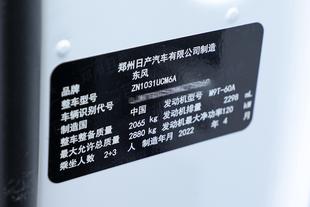 郑州日产汽车有限公司制造
品牌 东风
整车型号 ZN1031UCM6A
车辆识别代号
制造国 中国 发动机型号 M9T-60A
整车整备质量 2065 kg 发动机排量 2298 mL
最大允许总质量 2880 kg 发动机最大净功率 120 kW
乘坐人数 2+3 人 制造年月 2022 年 4 月